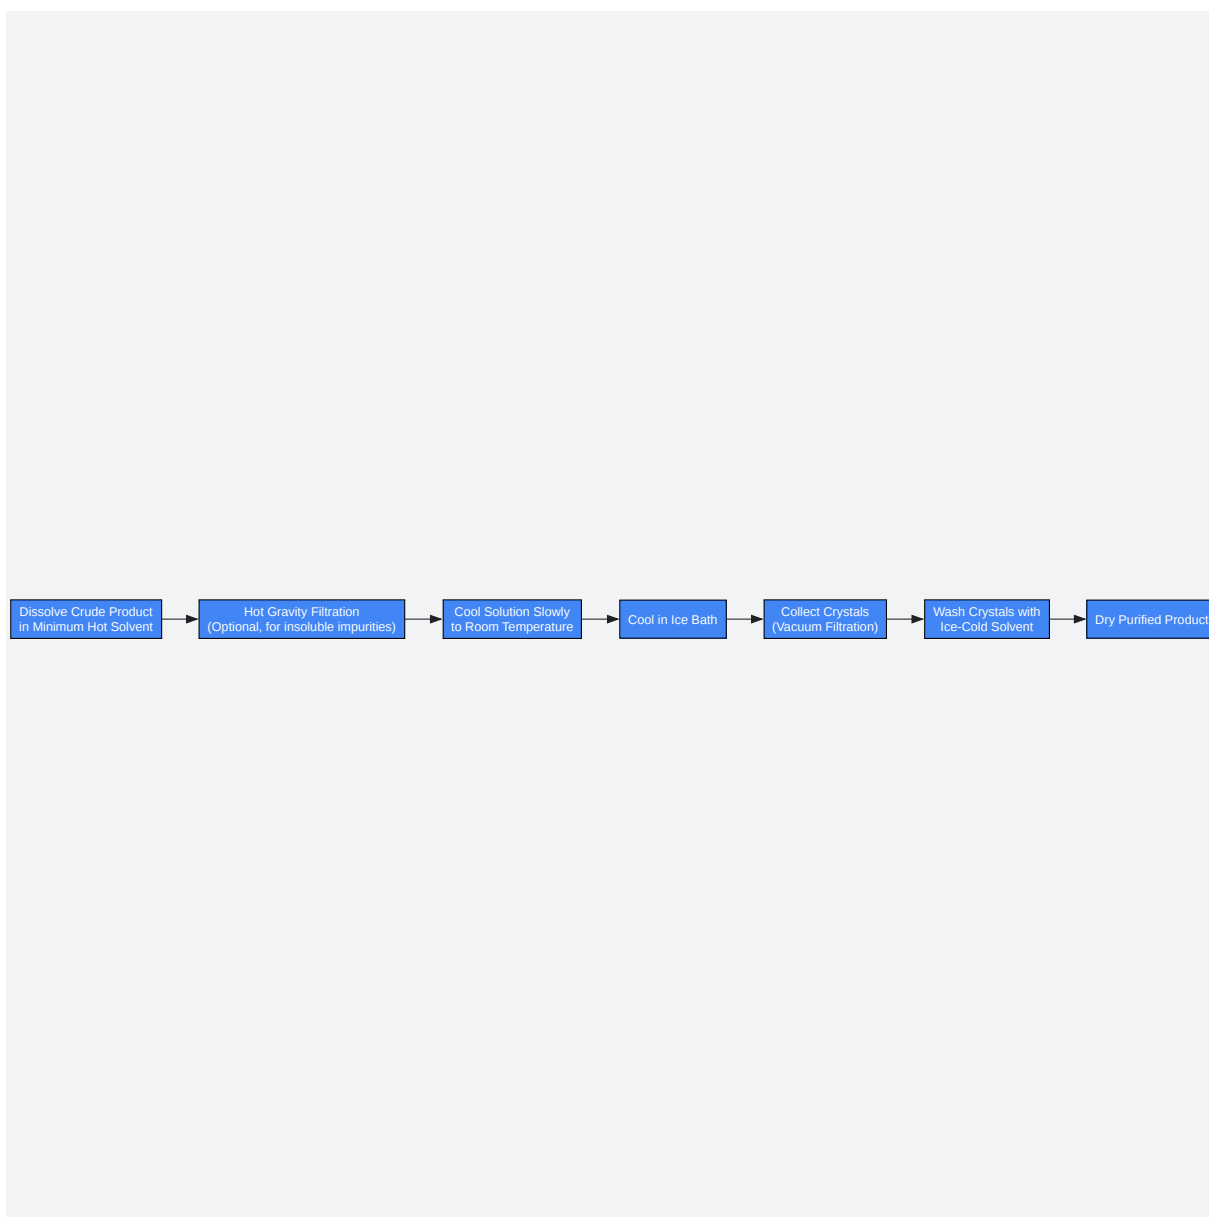 Dissolve Crude Product
in Minimum Hot Solvent
Hot Gravity Filtration
(Optional, for insoluble impurities)
Cool Solution Slowly
to Room Temperature
Cool in Ice Bath
Collect Crystals
(Vacuum Filtration)
Wash Crystals with
Ice-Cold Solvent
Dry Purified Product